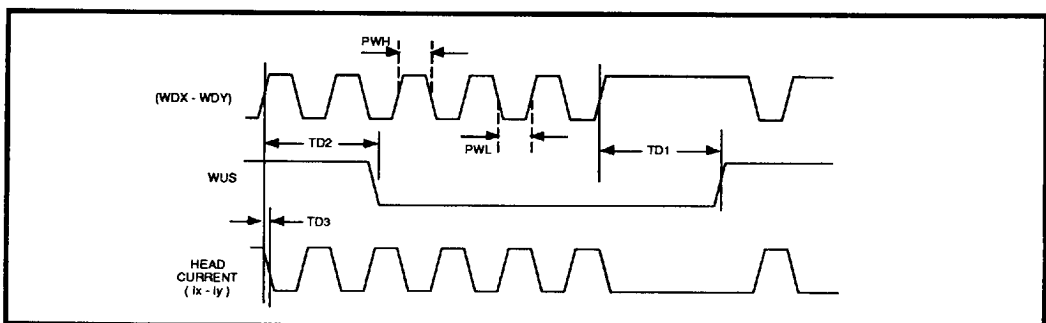 PWH
(WDX - WDY)
PWL
TD2
TD1
WUS
TD3
HEAD
CURRENT
( Ix - Iy )